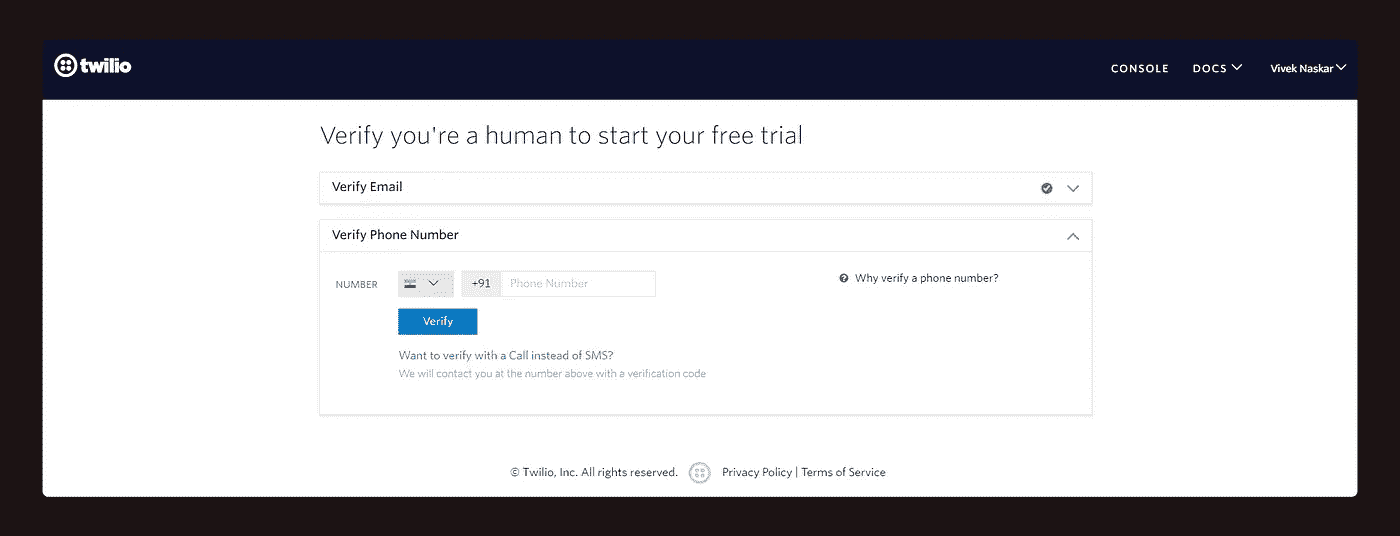 twilio
CONSOLE DOCS Vivek Naskar
Verify you're a human to start your free trial
Verify Email
Verify Phone Number
NUMBER +91 Phone Number Why verify a phone number?
Verify
Want to verify with a Call instead of SMS?
We will contact you at the number above with a verification code
© Twilio, Inc. All rights reserved. Privacy Policy | Terms of Service